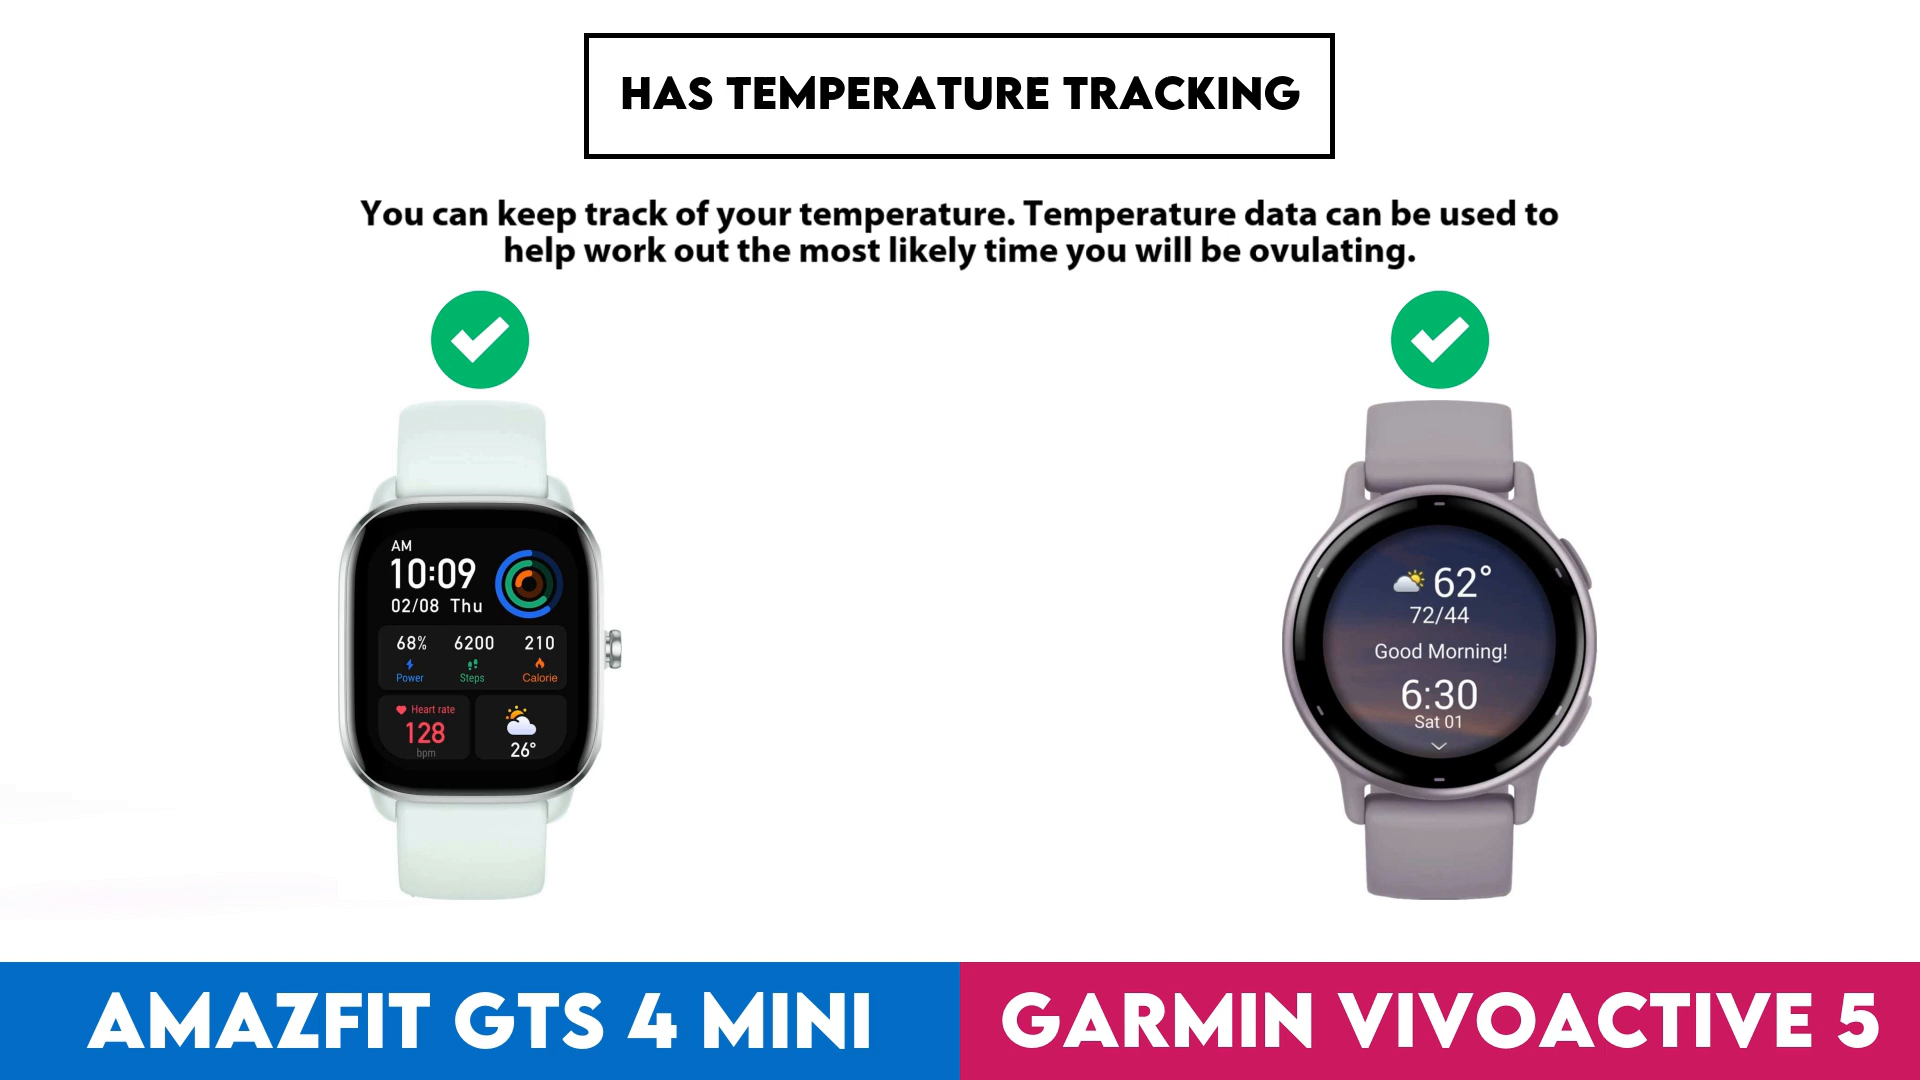 HAS TEMPERATURE TRACKING
You can keep track of your temperature. Temperature data can be used to
help work out the most likely time you will be ovulating.
AM
10:09
02/08 Thu
68% 6200 210
Power Steps Calorie
Heart rate
128
bpm
26°
62°
72/44
Good Morning!
6:30
Sat 01
AMAZFIT GTS 4 MINI
GARMIN VIVOACTIVE 5